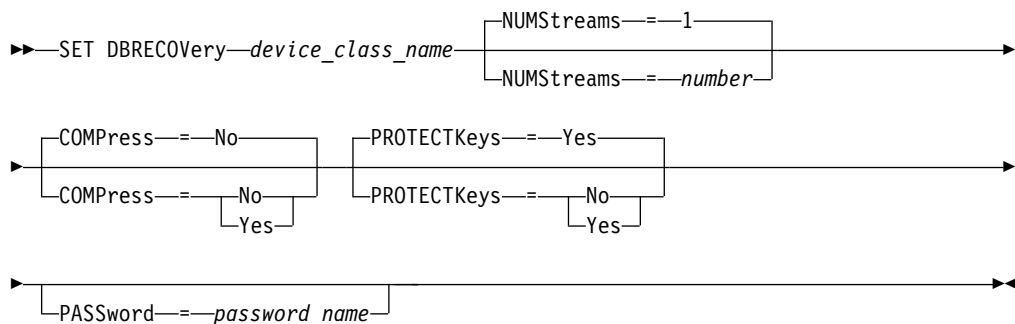 NUMStreams = 1
SET DBRECOVery device_class_name
NUMStreams = number
COMPress = No PROTECTKeys = Yes
COMPress = No PROTECTKeys = No
Yes Yes
PASSword = password name